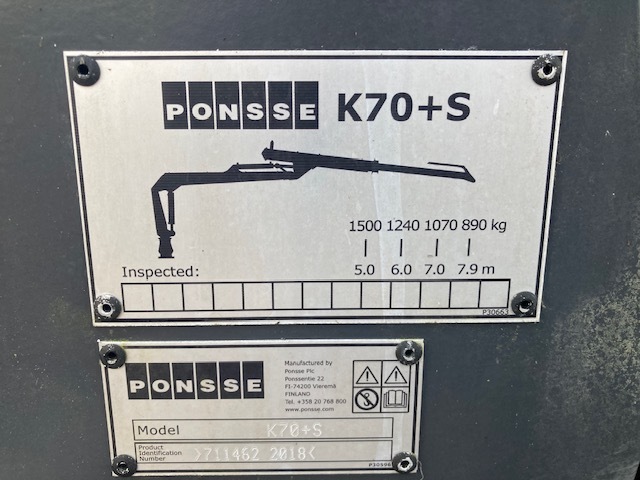 PONSSE K70+S
1500 1240 1070 890 kg
5.0 6.0 7.0 7.9 m
Inspected:
P30663
PONSSE
Manufactured by
Ponsse Plc
Ponssentie 22
FI-74200 Vieremä
FINLAND
Tel. +358 20 768 800
www.ponsse.com
Model K70+S
Product
Identification
Number >711462 2018<